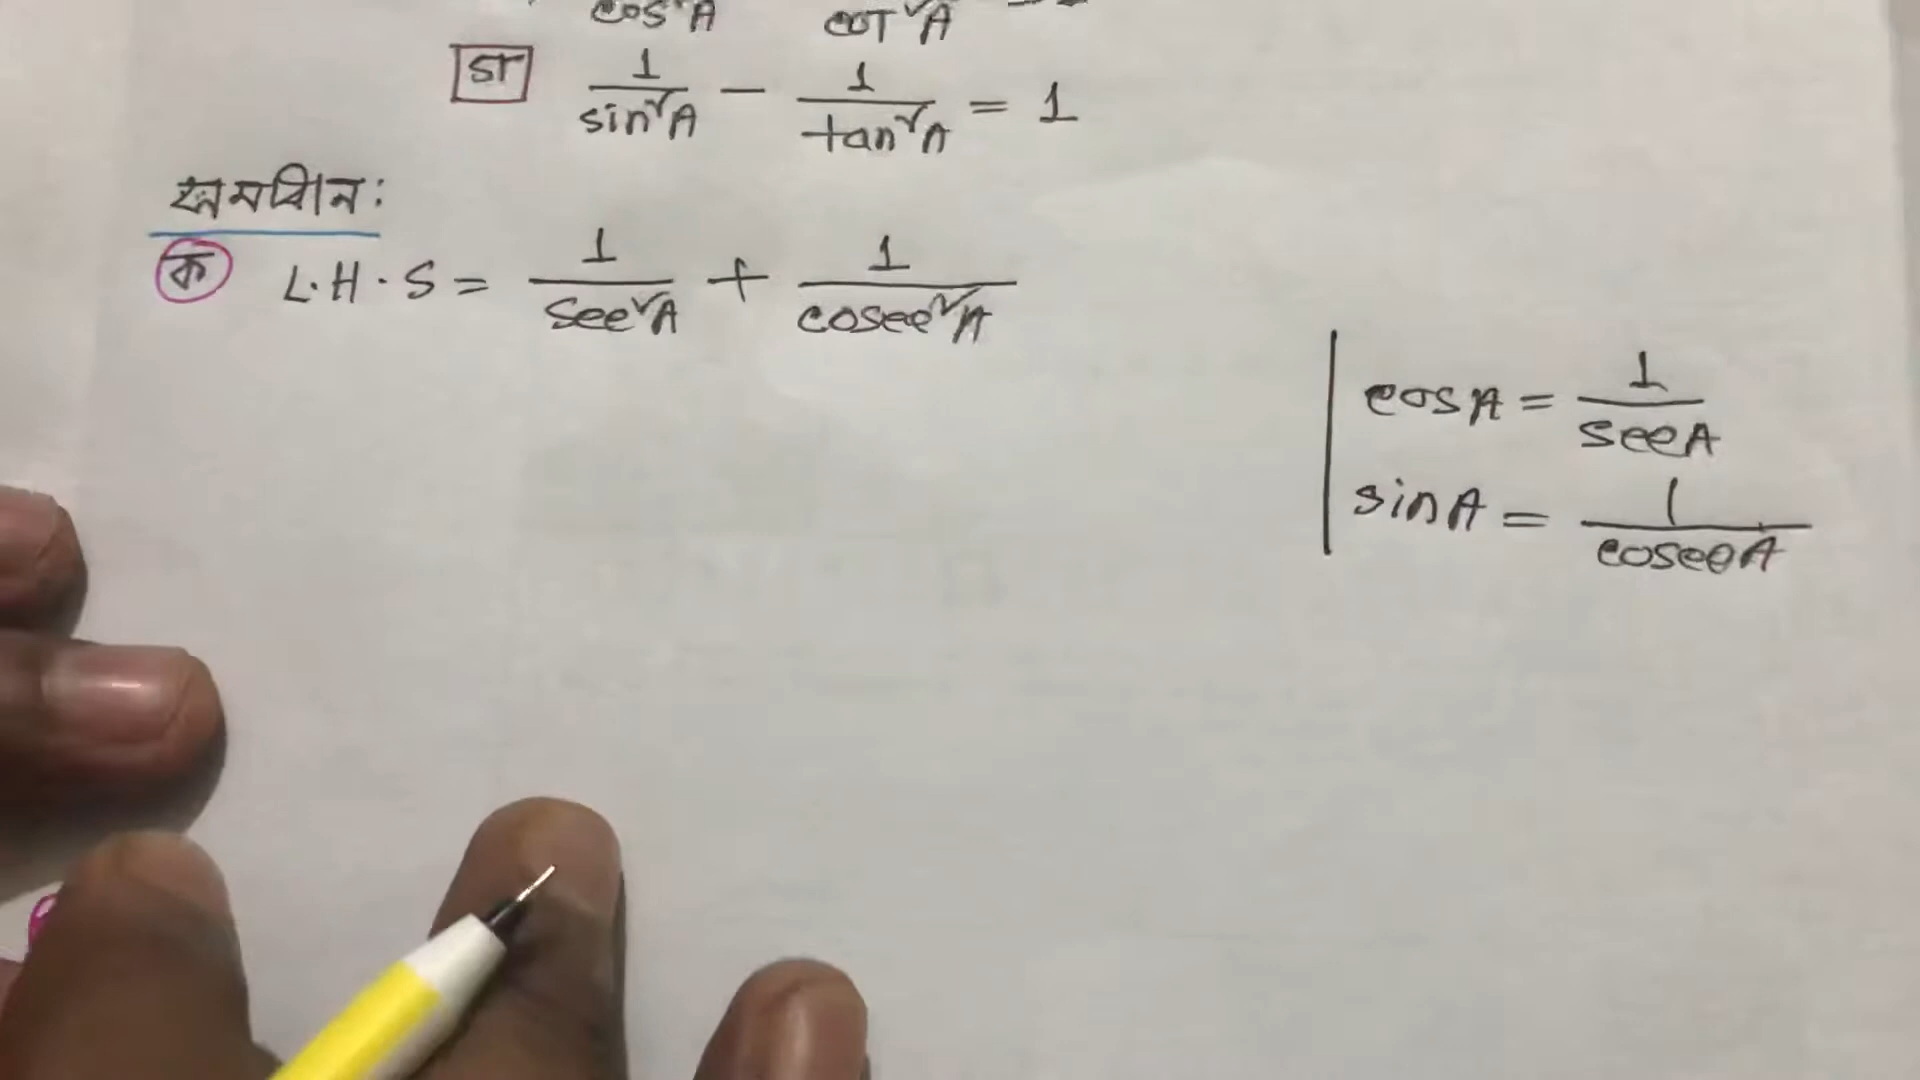 cos²A cot²A
গ 1/sin²A - 1/tan²A = 1
সমাধান:
ক L.H.S = 1/sec²A + 1/cosec²A
cosA = 1/secA
sinA = 1/cosecA